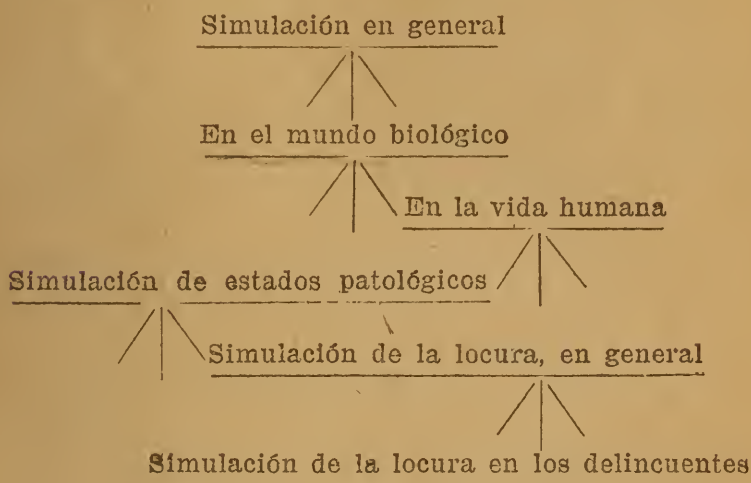 Simulación en general
En el mundo biológico
En la vida humana
Simulación de estados patológicos
Simulación de la locura, en general
Simulación de la locura en los delincuentes